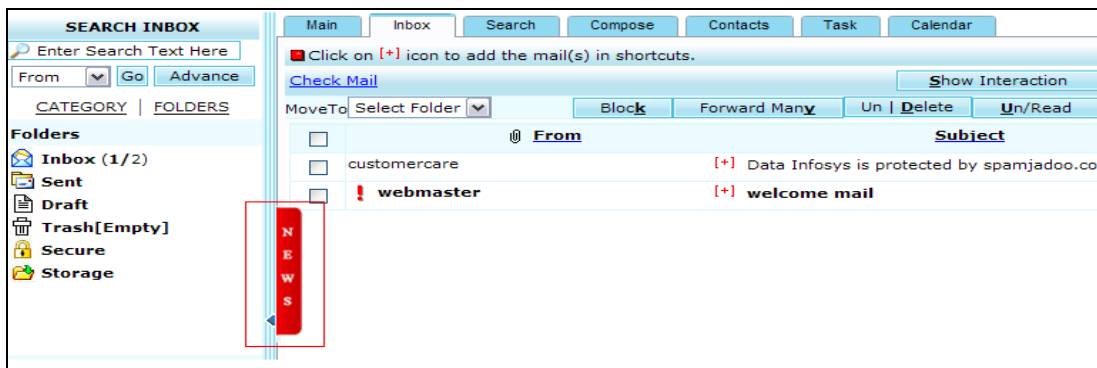 SEARCH INBOX
Enter Search Text Here
From Go Advance
CATEGORY | FOLDERS
Folders
Inbox (1/2)
Sent
Draft
Trash[Empty]
Secure
Storage
Main Inbox Search Compose Contacts Task Calendar
Click on [+] icon to add the mail(s) in shortcuts.
Check Mail Show Interaction
MoveTo Select Folder Block Forward Many Un | Delete Un/Read
From Subject
customercare [+] Data Infosys is protected by spamjadoo.co
! webmaster [+] welcome mail
N
E
W
S